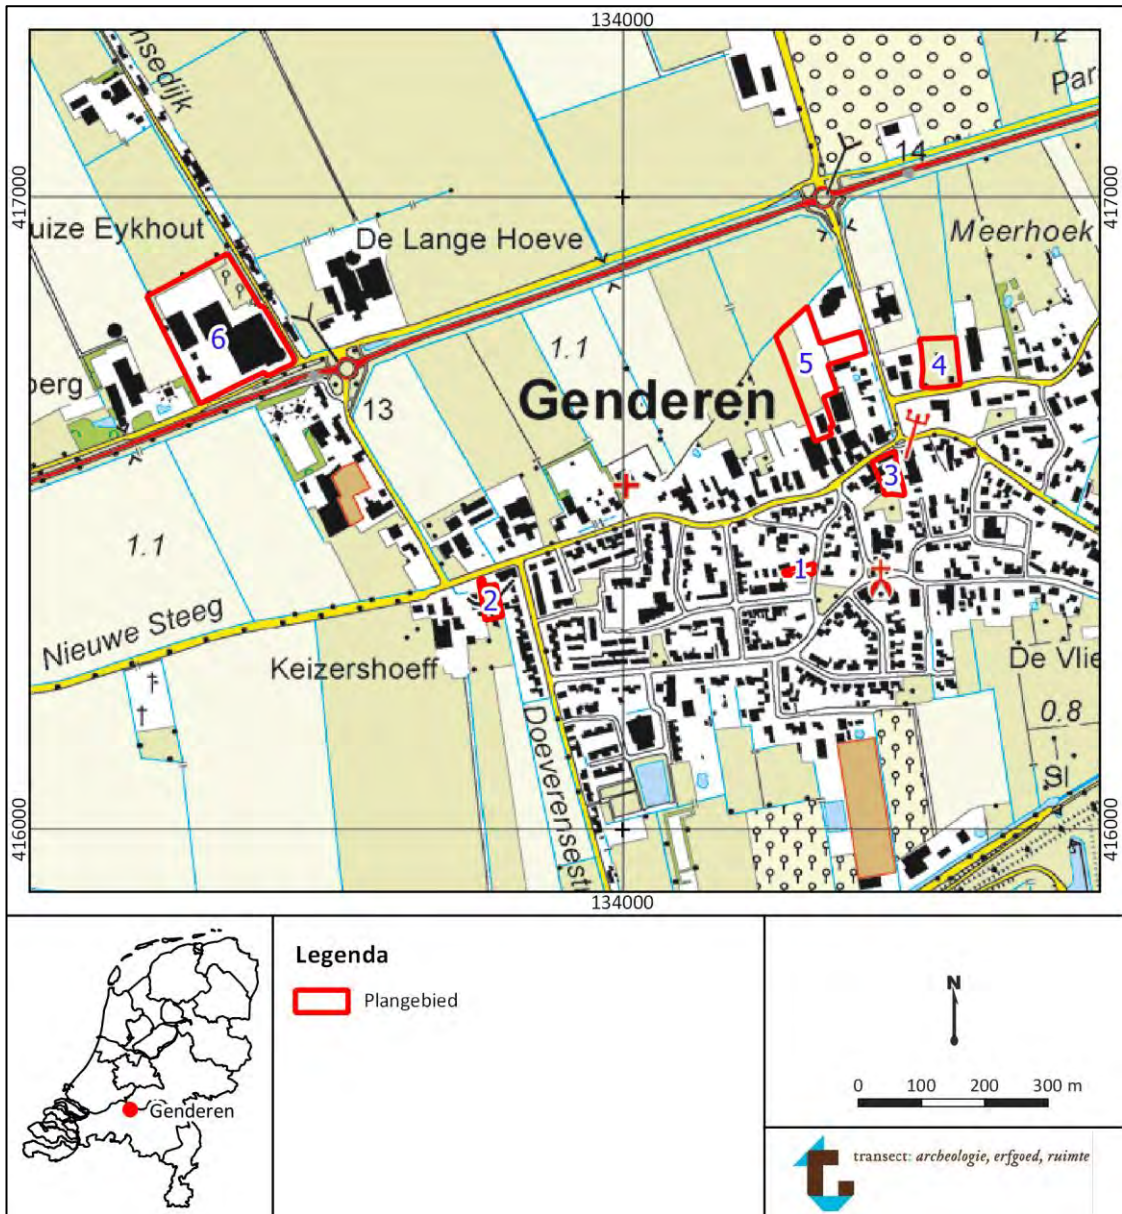 134000
nsedijk
1.2
Par
14
417000
417000
uize Eykhout
De Lange Hoeve
Meerhoek
6
1.1
5
4
berg
Genderen
13
3
1.1
1
2
Nieuwe Steeg
Keizershoeff
De Vlie
Doeverensestr
0.8
Sl
416000
416000
134000
Legenda
Plangebied
N
Genderen
0 100 200 300 m
transect: archeologie, erfgoed, ruimte